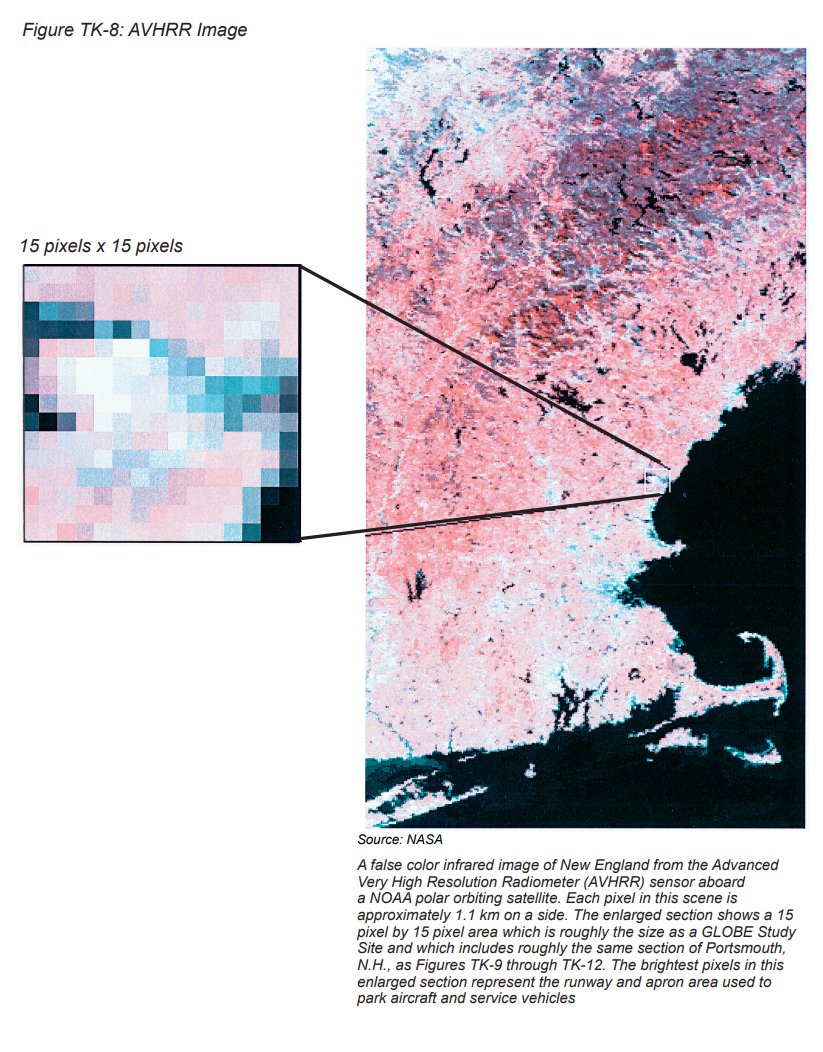 Figure TK-8: AVHRR Image
15 pixels x 15 pixels
Source: NASA
A false color infrared image of New England from the Advanced
Very High Resolution Radiometer (AVHRR) sensor aboard
a NOAA polar orbiting satellite. Each pixel in this scene is
approximately 1.1 km on a side. The enlarged section shows a 15
pixel by 15 pixel area which is roughly the size as a GLOBE Study
Site and which includes roughly the same section of Portsmouth,
N.H., as Figures TK-9 through TK-12. The brightest pixels in this
enlarged section represent the runway and apron area used to
park aircraft and service vehicles